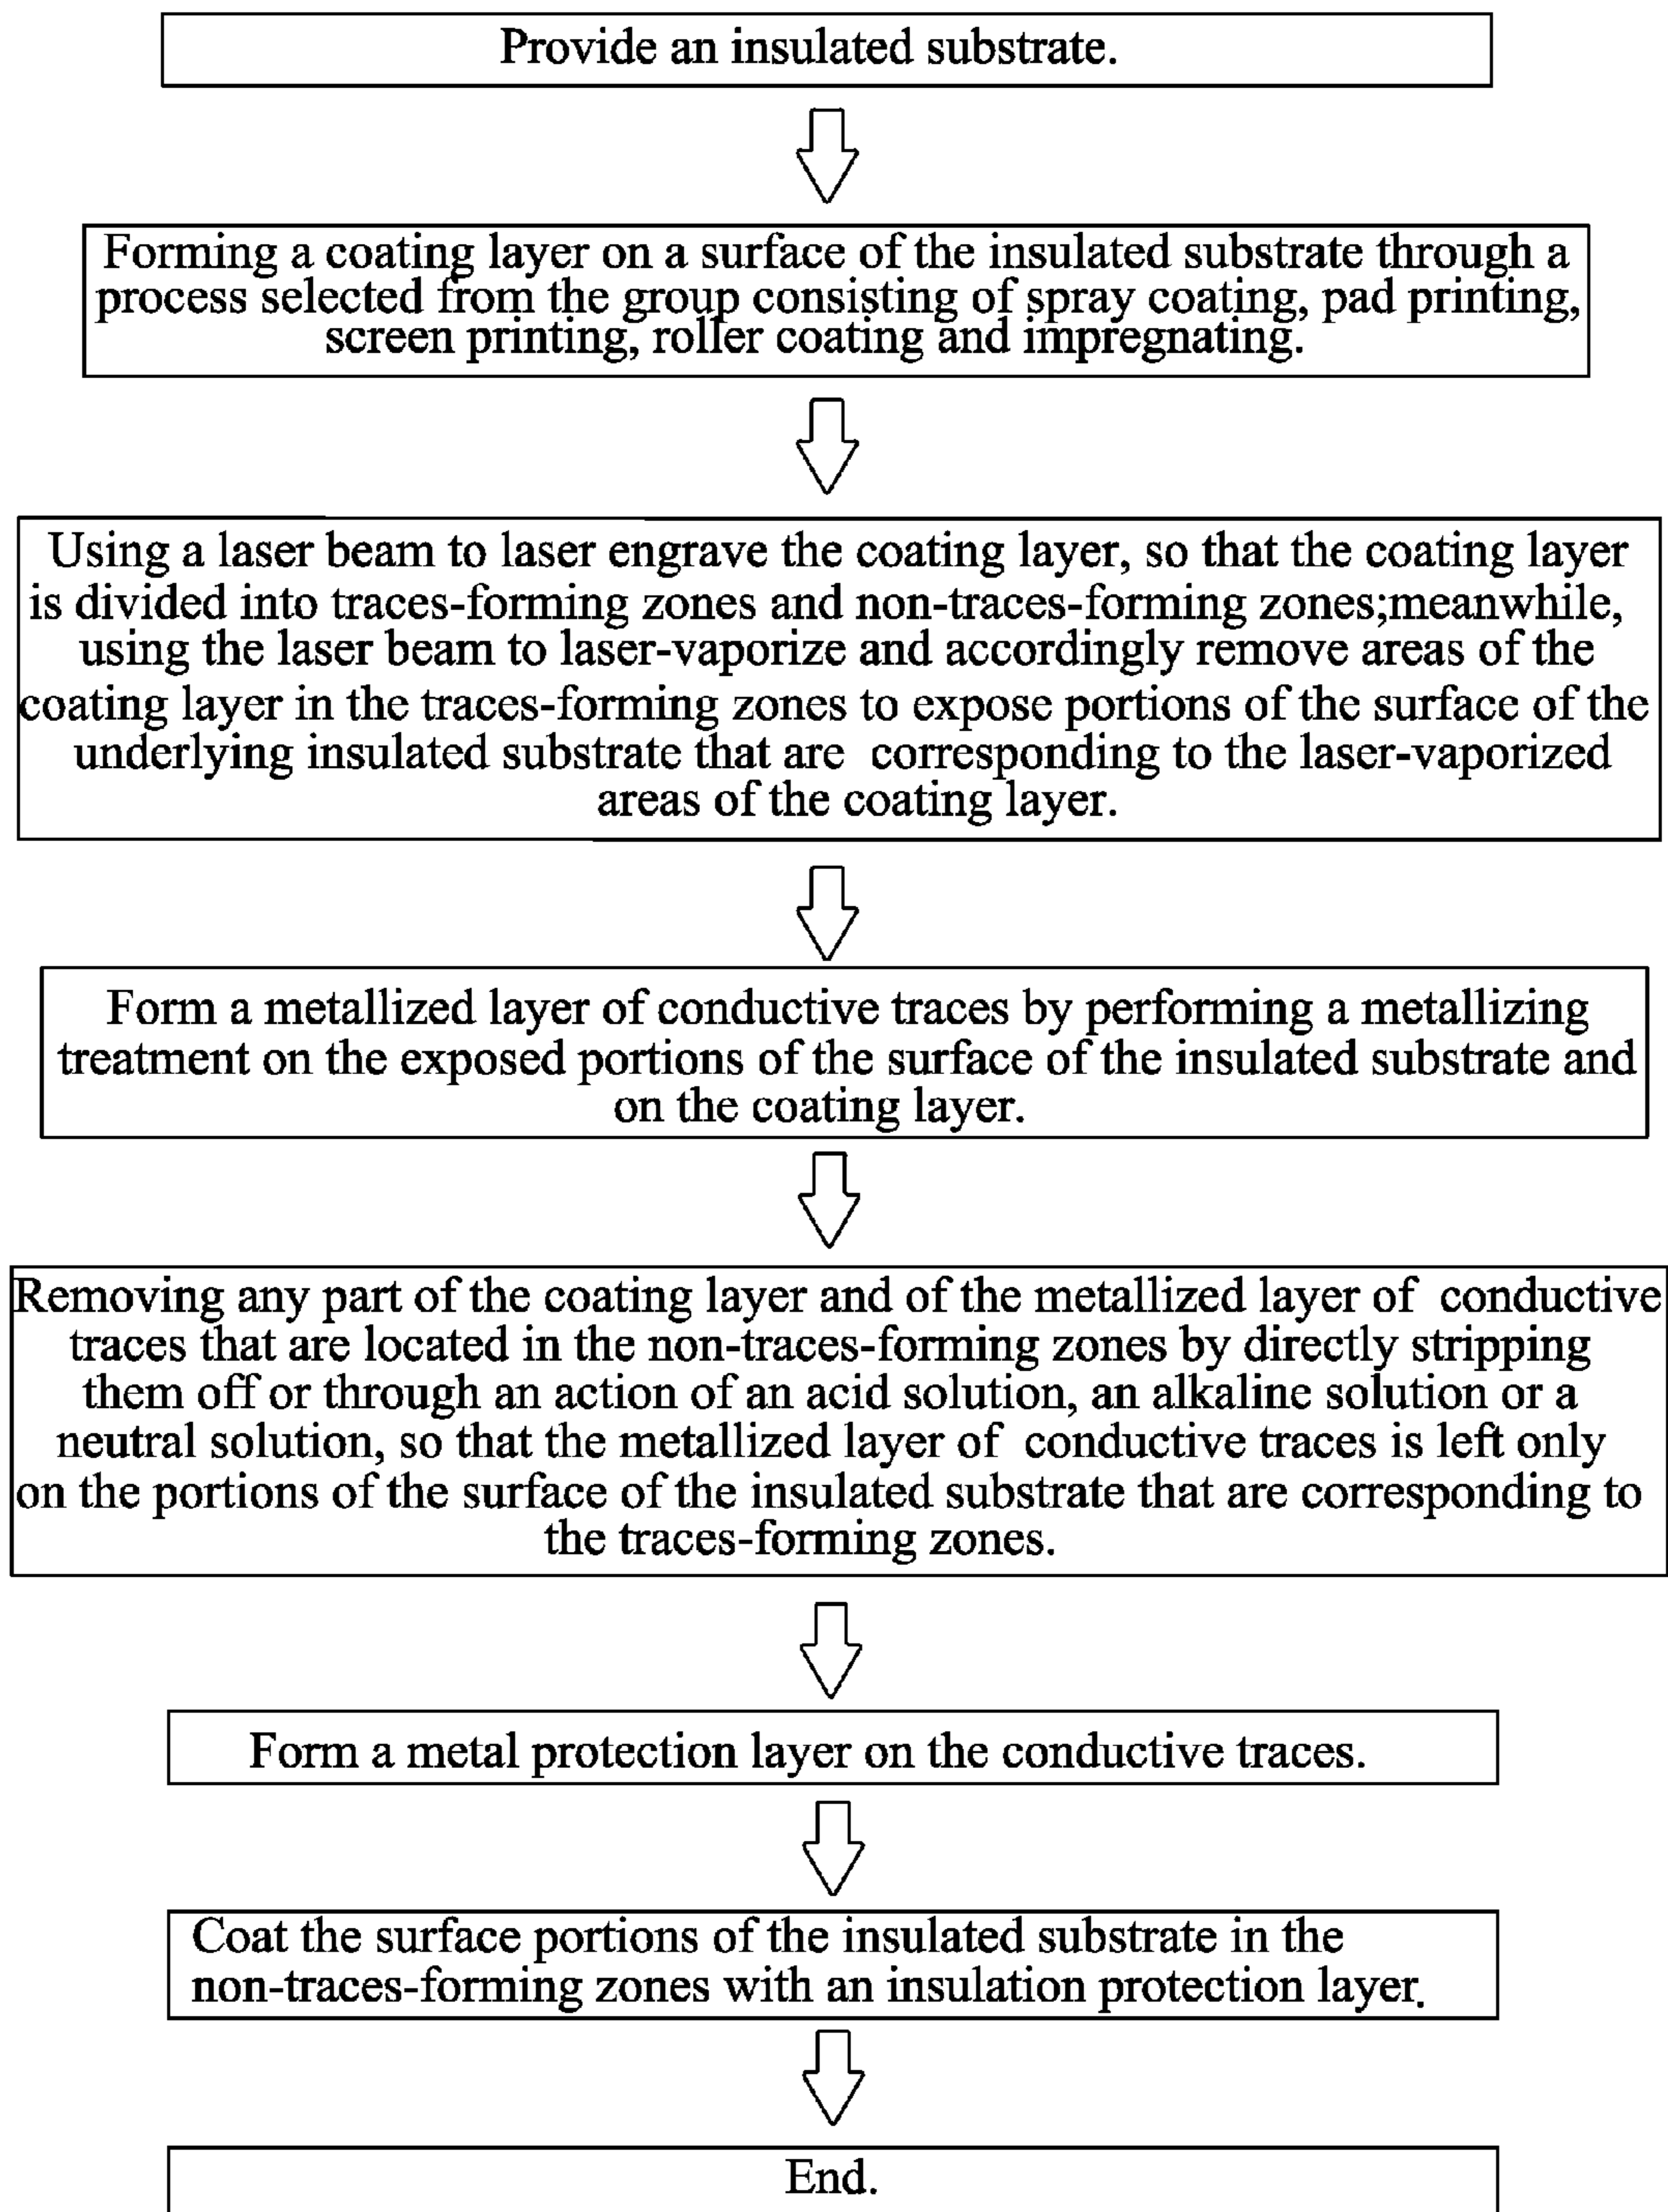 Provide an insulated substrate.
Forming a coating layer on a surface of the insulated substrate through a
process selected from the group consisting of spray coating, pad printing,
screen printing, roller coating and impregnating.
Using a laser beam to laser engrave the coating layer, so that the coating layer
is divided into traces-forming zones and non-traces-forming zones;meanwhile,
using the laser beam to laser-vaporize and accordingly remove areas of the
coating layer in the traces-forming zones to expose portions of the surface of the
underlying insulated substrate that are corresponding to the laser-vaporized
areas of the coating layer.
Form a metallized layer of conductive traces by performing a metallizing
treatment on the exposed portions of the surface of the insulated substrate and
on the coating layer.
Removing any part of the coating layer and of the metallized layer of conductive
traces that are located in the non-traces-forming zones by directly stripping
them off or through an action of an acid solution, an alkaline solution or a
neutral solution, so that the metallized layer of conductive traces is left only
on the portions of the surface of the insulated substrate that are corresponding to
the traces-forming zones.
Form a metal protection layer on the conductive traces.
Coat the surface portions of the insulated substrate in the
non-traces-forming zones with an insulation protection layer.
End.